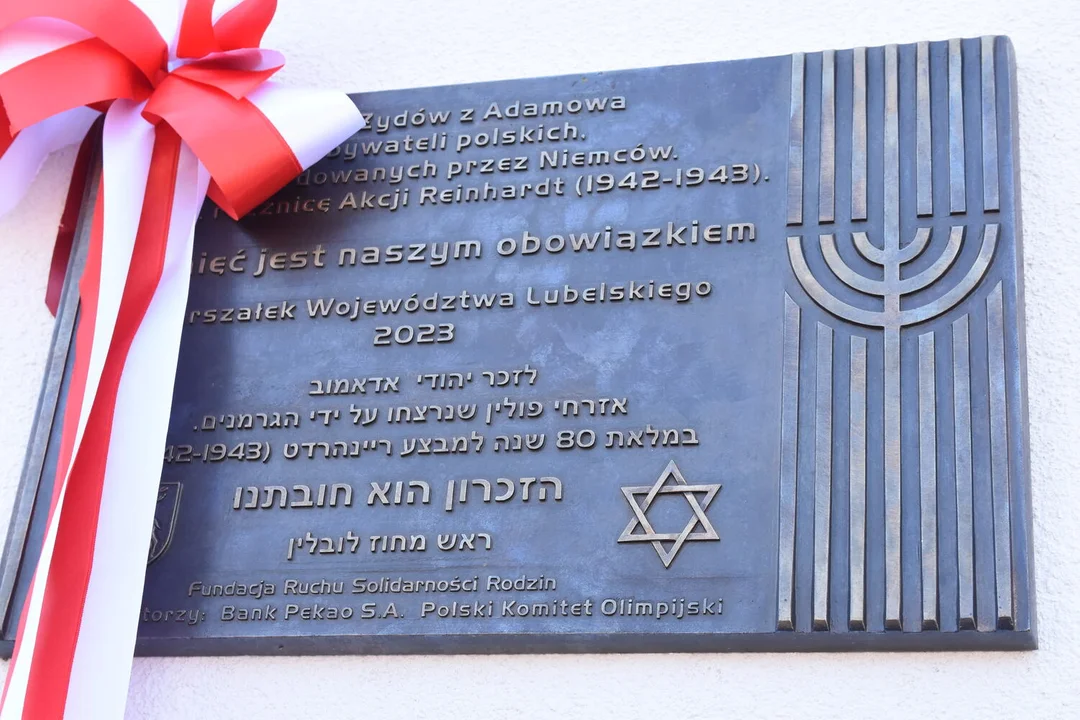 Żydów z Adamowa
bywateli polskich.
dowanych przez Niemców.
rocznicę Akcji Reinhardt (1942-1943).
ięć jest naszym obowiązkiem
rszałek Województwa Lubelskiego
2023
לזכר יהודי אדאמוב
אזרחי פולין שנרצחו על ידי הגרמנים.
במלאת 80 שנה למבצע ריינהרדט (42-1943
הזכרון הוא חובתנו
ראש מחוז לובלין
Fundacja Ruchu Solidarności Rodzin
torzy: Bank Pekao S.A. Polski Komitet Olimpijski